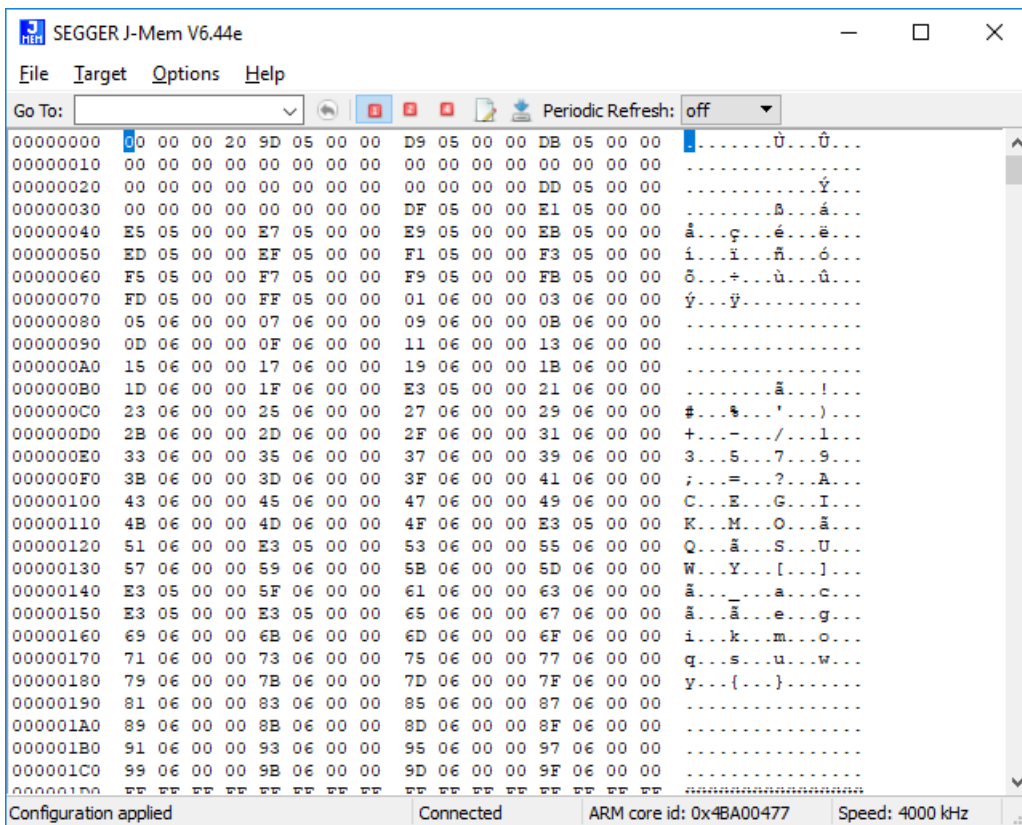 SEGGER J-Mem V6.44e
File Target Options Help
Go To: Periodic Refresh: off
00000000 00 00 00 20 9D 05 00 00 D9 05 00 00 DB 05 00 00 ........Ù...Û...
00000010 00 00 00 00 00 00 00 00 00 00 00 00 00 00 00 00 ................
00000020 00 00 00 00 00 00 00 00 00 00 00 00 DD 05 00 00 ............Ý...
00000030 00 00 00 00 00 00 00 00 DF 05 00 00 E1 05 00 00 ........ß...á...
00000040 E5 05 00 00 E7 05 00 00 E9 05 00 00 EB 05 00 00 å...ç...é...ë...
00000050 ED 05 00 00 EF 05 00 00 F1 05 00 00 F3 05 00 00 í...ï...ñ...ó...
00000060 F5 05 00 00 F7 05 00 00 F9 05 00 00 FB 05 00 00 õ...÷...ù...û...
00000070 FD 05 00 00 FF 05 00 00 01 06 00 00 03 06 00 00 ý...ÿ...........
00000080 05 06 00 00 07 06 00 00 09 06 00 00 0B 06 00 00 ................
00000090 0D 06 00 00 0F 06 00 00 11 06 00 00 13 06 00 00 ................
000000A0 15 06 00 00 17 06 00 00 19 06 00 00 1B 06 00 00 ................
000000B0 1D 06 00 00 1F 06 00 00 E3 05 00 00 21 06 00 00 ........ã...!...
000000C0 23 06 00 00 25 06 00 00 27 06 00 00 29 06 00 00 #...%...'...)...
000000D0 2B 06 00 00 2D 06 00 00 2F 06 00 00 31 06 00 00 +...-.../...1...
000000E0 33 06 00 00 35 06 00 00 37 06 00 00 39 06 00 00 3...5...7...9...
000000F0 3B 06 00 00 3D 06 00 00 3F 06 00 00 41 06 00 00 ;...=...?...A...
00000100 43 06 00 00 45 06 00 00 47 06 00 00 49 06 00 00 C...E...G...I...
00000110 4B 06 00 00 4D 06 00 00 4F 06 00 00 E3 05 00 00 K...M...O...ã...
00000120 51 06 00 00 E3 05 00 00 53 06 00 00 55 06 00 00 Q...ã...S...U...
00000130 57 06 00 00 59 06 00 00 5B 06 00 00 5D 06 00 00 W...Y...[...]...
00000140 E3 05 00 00 5F 06 00 00 61 06 00 00 63 06 00 00 ã..._...a...c...
00000150 E3 05 00 00 E3 05 00 00 65 06 00 00 67 06 00 00 ã...ã...e...g...
00000160 69 06 00 00 6B 06 00 00 6D 06 00 00 6F 06 00 00 i...k...m...o...
00000170 71 06 00 00 73 06 00 00 75 06 00 00 77 06 00 00 q...s...u...w...
00000180 79 06 00 00 7B 06 00 00 7D 06 00 00 7F 06 00 00 y...{...}.......
00000190 81 06 00 00 83 06 00 00 85 06 00 00 87 06 00 00 ................
000001A0 89 06 00 00 8B 06 00 00 8D 06 00 00 8F 06 00 00 ................
000001B0 91 06 00 00 93 06 00 00 95 06 00 00 97 06 00 00 ................
000001C0 99 06 00 00 9B 06 00 00 9D 06 00 00 9F 06 00 00 ................
000001D0 FF FF FF FF FF FF FF FF FF FF FF FF FF FF FF FF ÿÿÿÿÿÿÿÿÿÿÿÿÿÿÿÿ
Configuration applied Connected ARM core id: 0x4BA00477 Speed: 4000 kHz